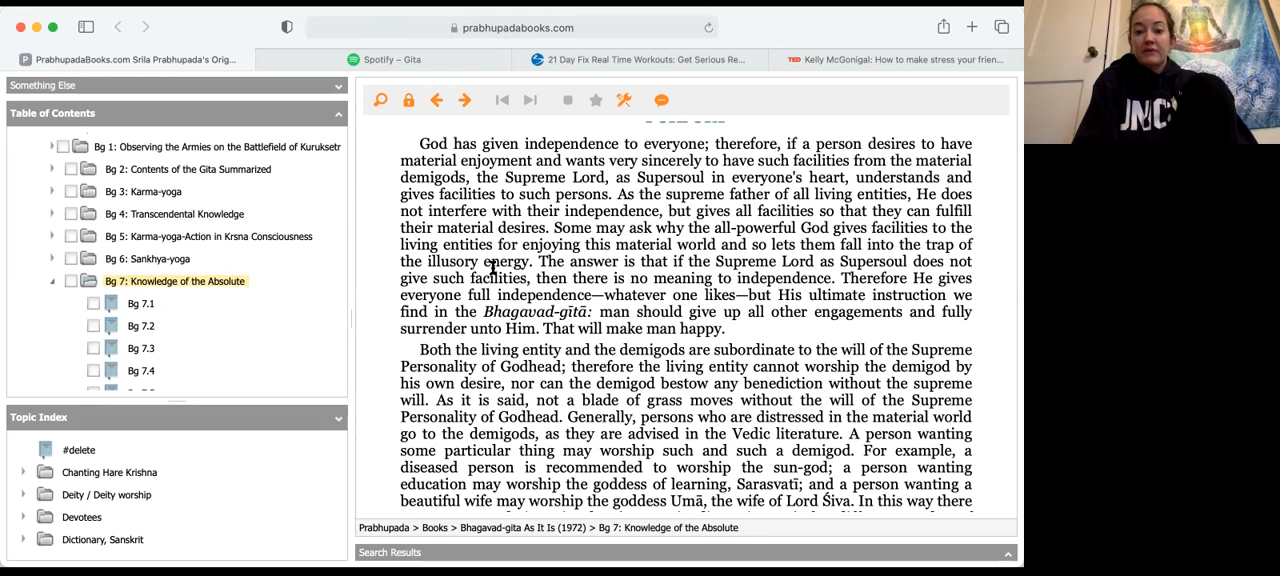 prabhupadabooks.com
PrabhupadaBooks.com Srila Prabhupada's Orig...
Spotify – Gita
21 Day Fix Real Time Workouts: Get Serious Re...
TED
Kelly McGonigal: How to make stress your frien...
Something Else
Table of Contents
Bg 1: Observing the Armies on the Battlefield of Kuruksetr
Bg 2: Contents of the Gita Summarized
Bg 3: Karma-yoga
Bg 4: Transcendental Knowledge
Bg 5: Karma-yoga-Action in Krsna Consciousness
Bg 6: Sankhya-yoga
Bg 7: Knowledge of the Absolute
Bg 7.1
Bg 7.2
Bg 7.3
Bg 7.4
Topic Index
#delete
Chanting Hare Krishna
Deity / Deity worship
Devotees
Dictionary, Sanskrit
God has given independence to everyone; therefore, if a person desires to have
material enjoyment and wants very sincerely to have such facilities from the material
demigods, the Supreme Lord, as Supersoul in everyone's heart, understands and
gives facilities to such persons. As the supreme father of all living entities, He does
not interfere with their independence, but gives all facilities so that they can fulfill
their material desires. Some may ask why the all-powerful God gives facilities to the
living entities for enjoying this material world and so lets them fall into the trap of
the illusory energy. The answer is that if the Supreme Lord as Supersoul does not
give such facilities, then there is no meaning to independence. Therefore He gives
everyone full independence—whatever one likes—but His ultimate instruction we
find in the Bhagavad-gītā: man should give up all other engagements and fully
surrender unto Him. That will make man happy.
Both the living entity and the demigods are subordinate to the will of the Supreme
Personality of Godhead; therefore the living entity cannot worship the demigod by
his own desire, nor can the demigod bestow any benediction without the supreme
will. As it is said, not a blade of grass moves without the will of the Supreme
Personality of Godhead. Generally, persons who are distressed in the material world
go to the demigods, as they are advised in the Vedic literature. A person wanting
some particular thing may worship such and such a demigod. For example, a
diseased person is recommended to worship the sun-god; a person wanting
education may worship the goddess of learning, Sarasvatī; and a person wanting a
beautiful wife may worship the goddess Umā, the wife of Lord Śiva. In this way there
Prabhupada > Books > Bhagavad-gita As It Is (1972) > Bg 7: Knowledge of the Absolute
Search Results
UNC